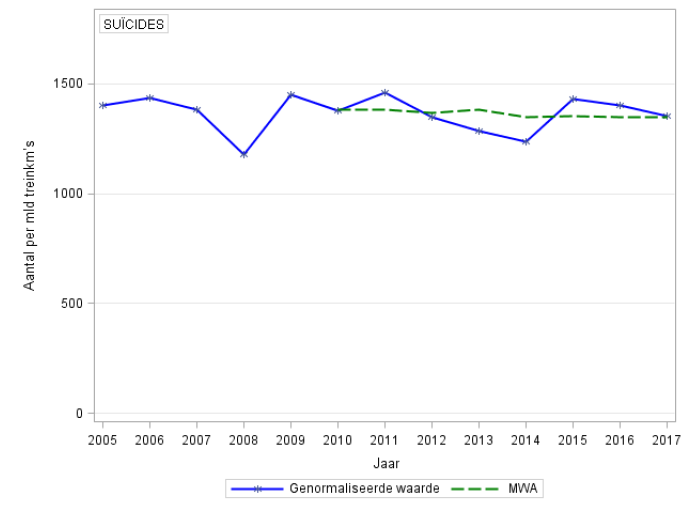 SUÏCIDES
1500
1000
500
0
Aantal per mld treinkm's
2005 2006 2007 2008 2009 2010 2011 2012 2013 2014 2015 2016 2017
Jaar
Genormaliseerde waarde MWA